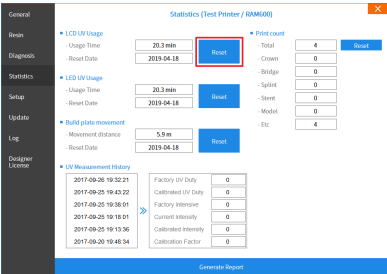 General
Resin
Diagnosis
Statistics
Setup
Update
Log
Designer
License
Statistics (Test Printer / RAM600)
X
▪ LCD UV Usage
- Usage Time 20.3 min
- Reset Date 2019-04-18
Reset
▪ LED UV Usage
- Usage Time 20.3 min
- Reset Date 2019-04-18
Reset
▪ Build plate movement
- Movement distance 5.9 m
- Reset Date 2019-04-18
Reset
▪ Print count
- Total 4 Reset
- Crown 0
- Bridge 0
- Splint 0
- Stent 0
- Model 0
- Etc 4
▪ UV Measurement History
2017-09-26 19:32:21
2017-09-25 19:43:22
2017-09-25 19:38:01
2017-09-25 19:18:01
2017-09-25 19:13:36
2017-09-20 19:48:34
»
Factory UV Duty 0
Calibrated UV Duty 0
Factory Intensive 0
Current Intensity 0
Calibrated Intensity 0
Calibration Factor 0
Generate Report